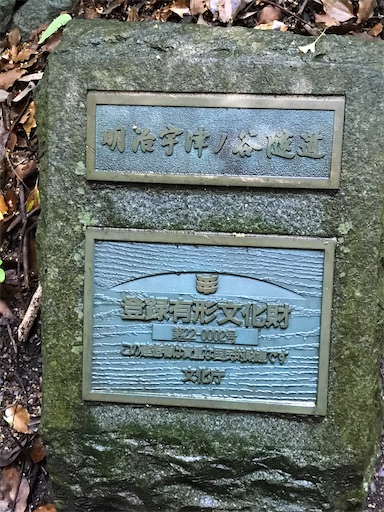 明治宇津ノ谷隧道
登録有形文化財
第22-0002号
この建造物は貴重な国民的財産です
文化庁